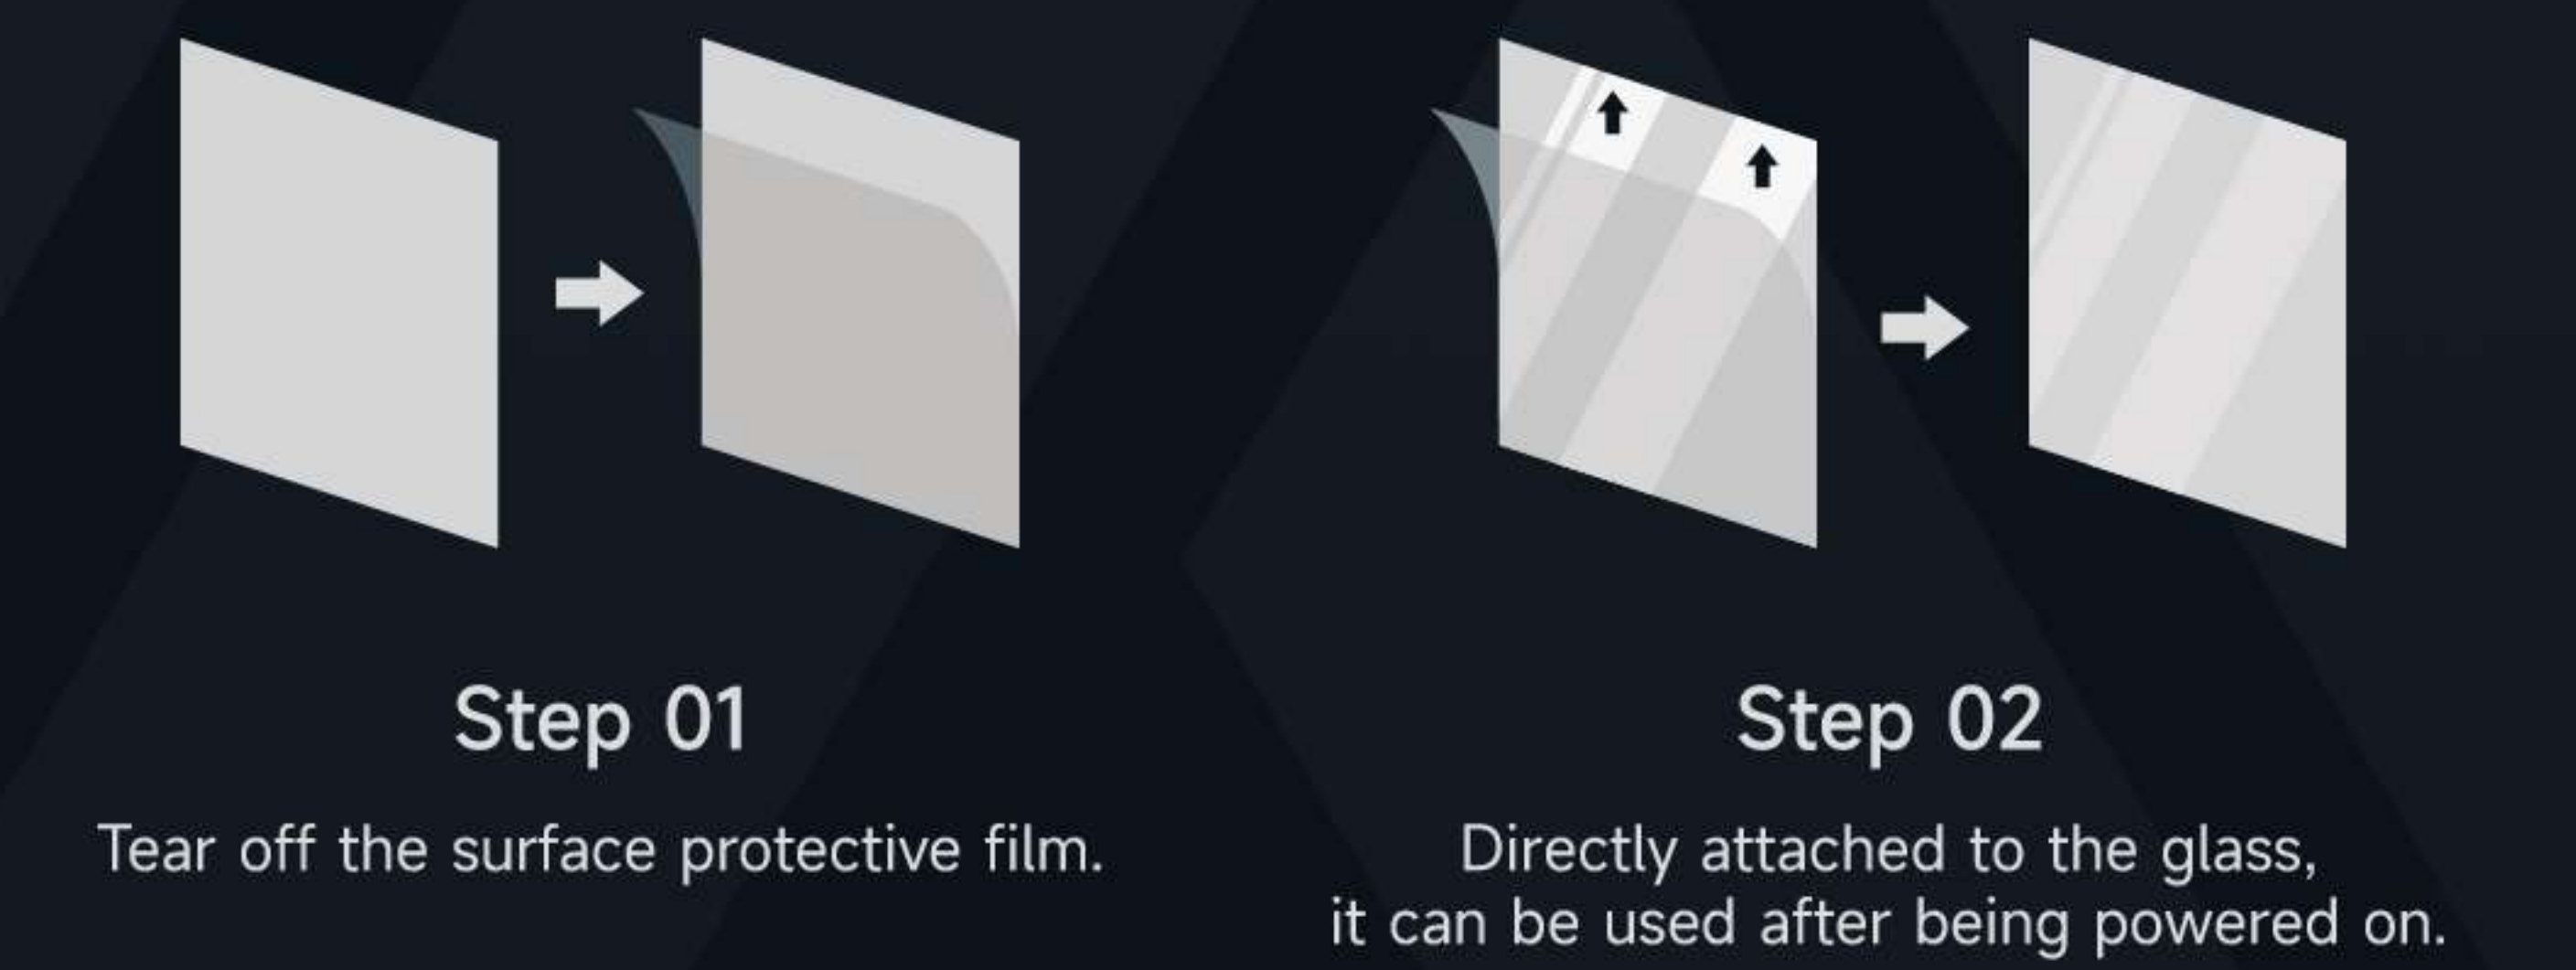 Step 01
Tear off the surface protective film.
Step 02
Directly attached to the glass,
it can be used after being powered on.